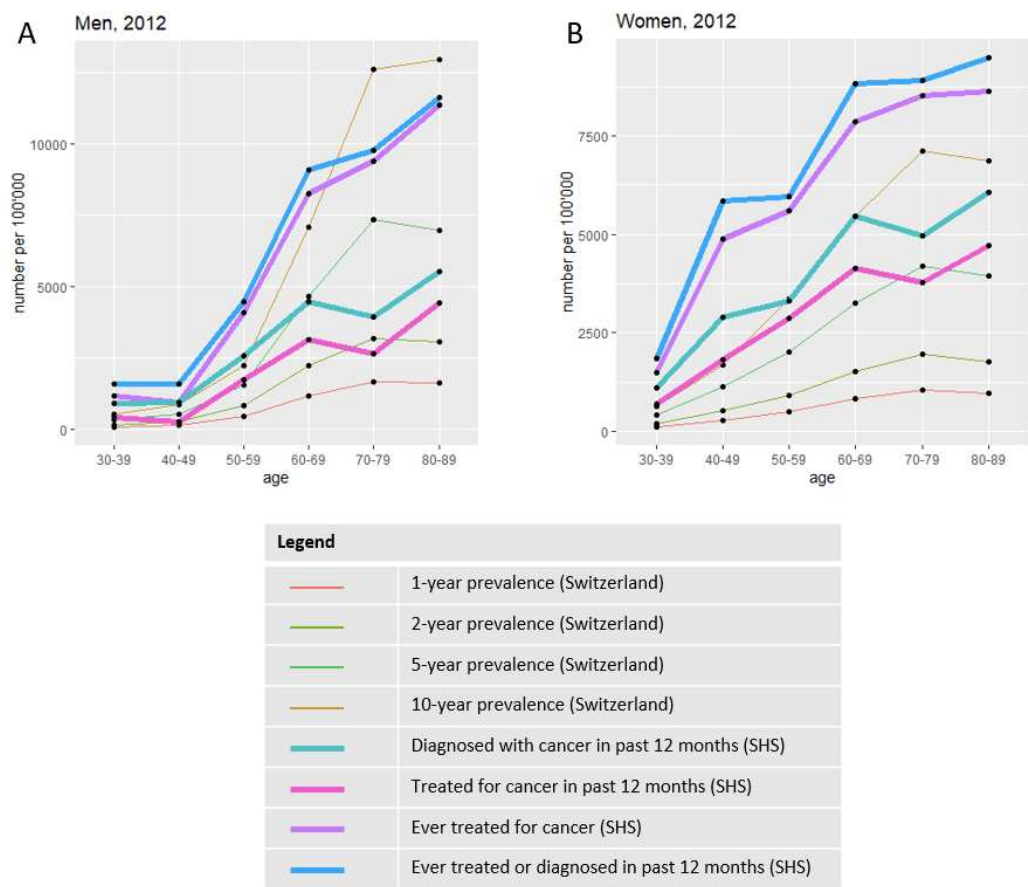 A
Men, 2012
number per 100'000
10000
5000
0
30-39 40-49 50-59 60-69 70-79 80-89
age
B
Women, 2012
number per 100'000
7500
5000
2500
0
30-39 40-49 50-59 60-69 70-79 80-89
age
Legend
1-year prevalence (Switzerland)
2-year prevalence (Switzerland)
5-year prevalence (Switzerland)
10-year prevalence (Switzerland)
Diagnosed with cancer in past 12 months (SHS)
Treated for cancer in past 12 months (SHS)
Ever treated for cancer (SHS)
Ever treated or diagnosed in past 12 months (SHS)